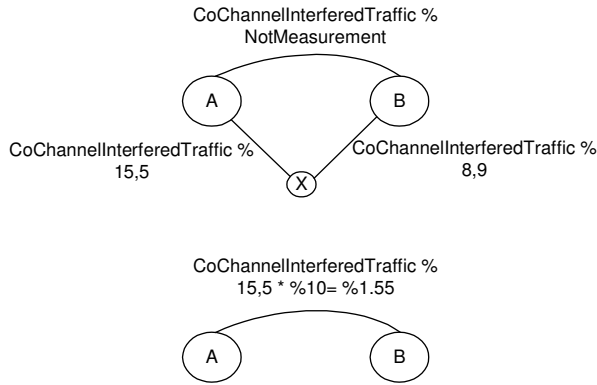 CoChannelInterferedTraffic %
NotMeasurement
A
B
CoChannelInterferedTraffic %
15,5
CoChannelInterferedTraffic %
8,9
X
CoChannelInterferedTraffic %
15,5 * %10= %1.55
A
B